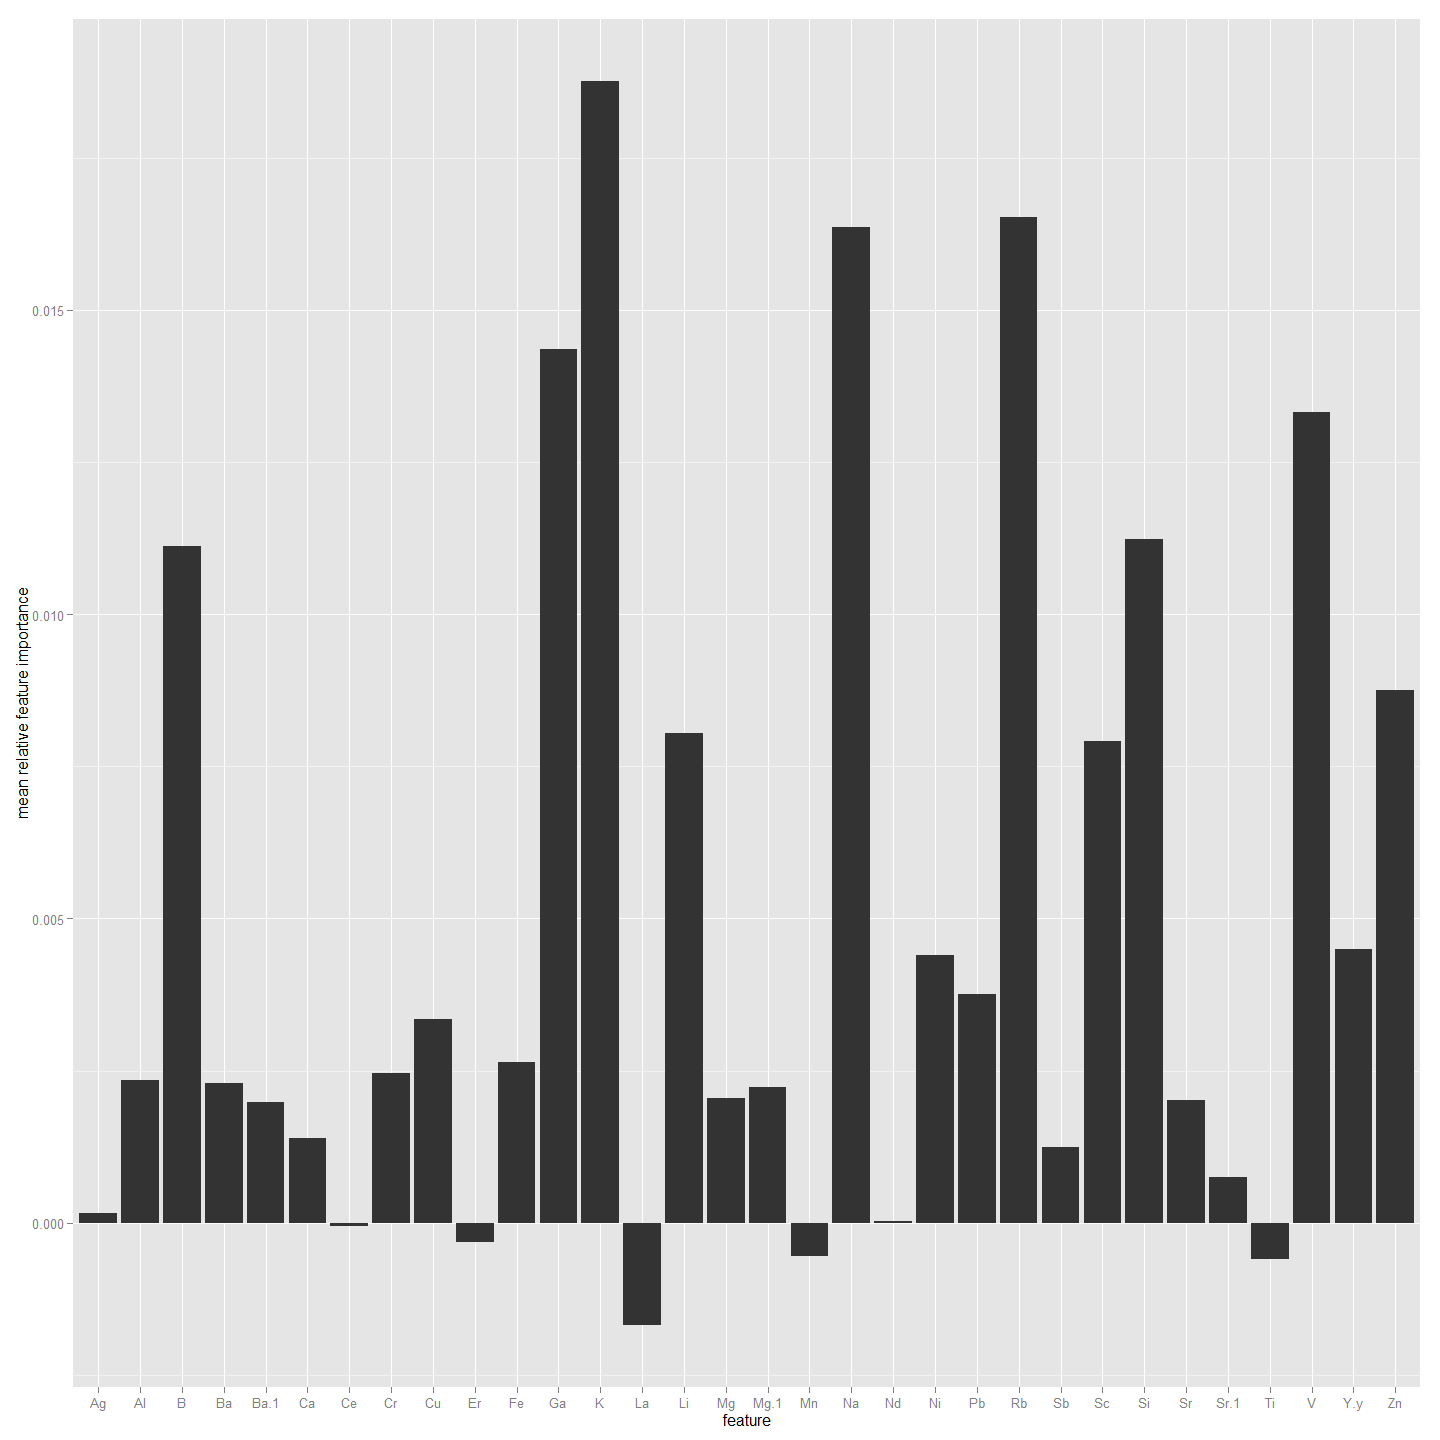 mean relative feature importance
0.015
0.010
0.005
0.000
Ag Al B Ba Ba.1 Ca Ce Cr Cu Er Fe Ga K La Li Mg Mg.1 Mn Na Nd Ni Pb Rb Sb Sc Si Sr Sr.1 Ti V Y.y Zn
feature